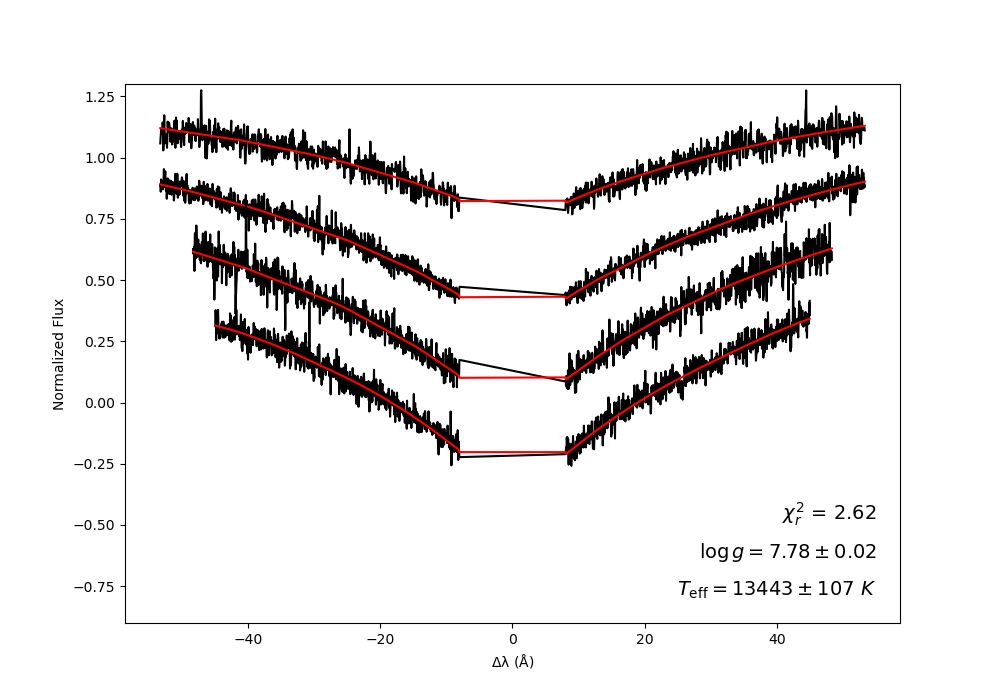 1.25
1.00
0.75
0.50
0.25
0.00
−0.25
−0.50
−0.75
Normalized Flux
χ²ᵣ = 2.62
log g = 7.78 ± 0.02
T_eff = 13443 ± 107 K
−40
−20
0
20
40
Δλ (Å)